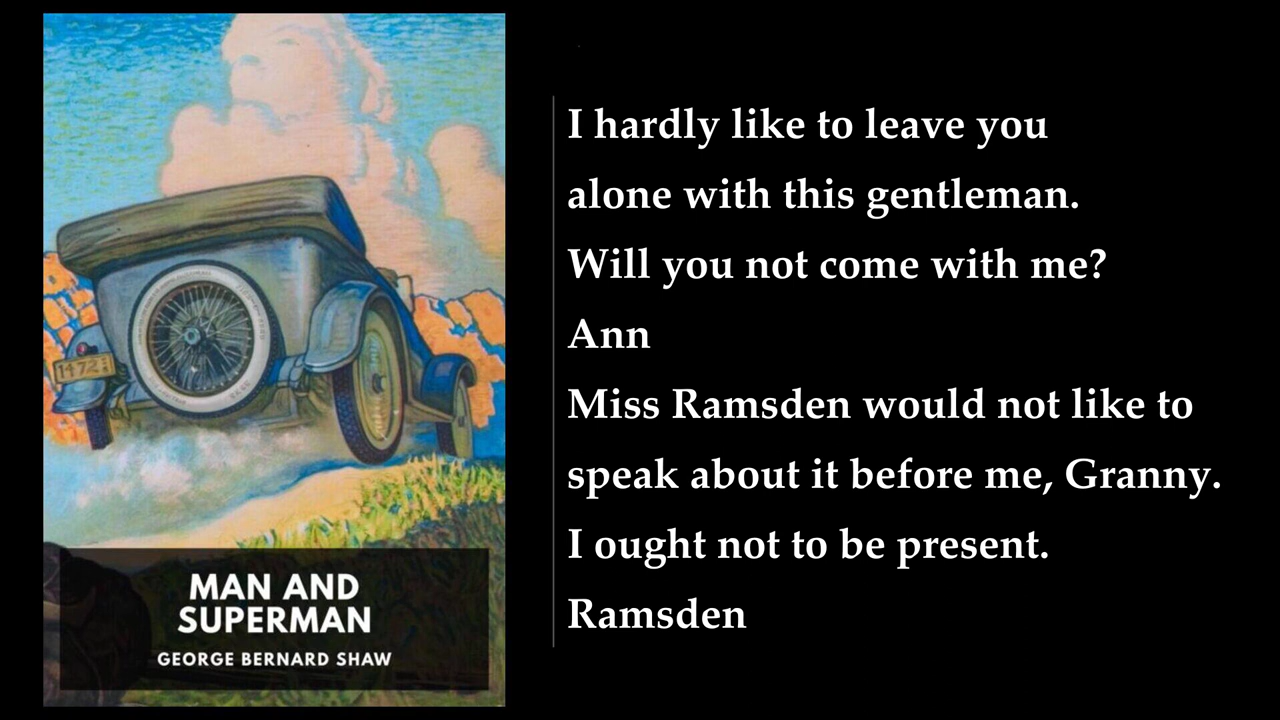 1472
MAN AND
SUPERMAN
GEORGE BERNARD SHAW
I hardly like to leave you
alone with this gentleman.
Will you not come with me?
Ann
Miss Ramsden would not like to
speak about it before me, Granny.
I ought not to be present.
Ramsden